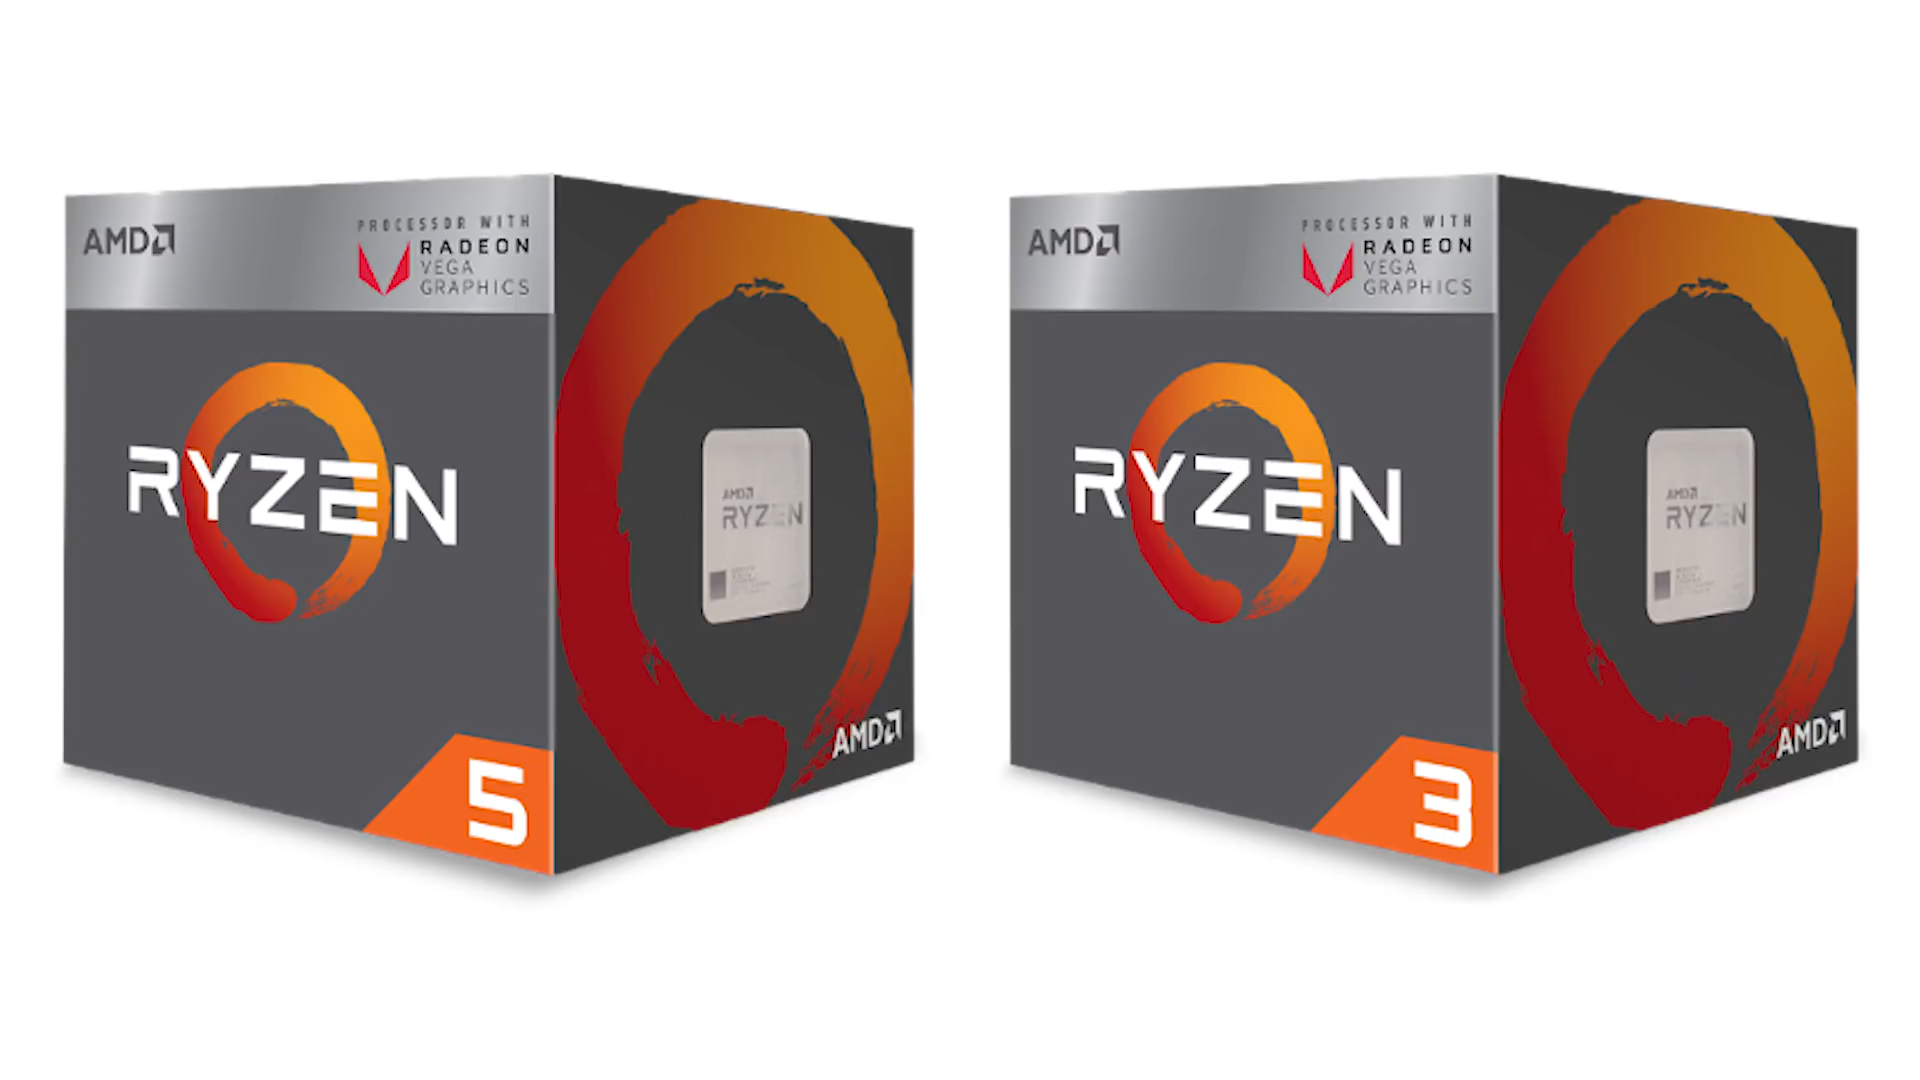 AMD
PROCESSOR WITH
RADEON
VEGA
GRAPHICS
RYZEN
5
AMD
RYZEN
AMD
AMD
PROCESSOR WITH
RADEON
VEGA
GRAPHICS
RYZEN
3
AMD
RYZEN
AMD